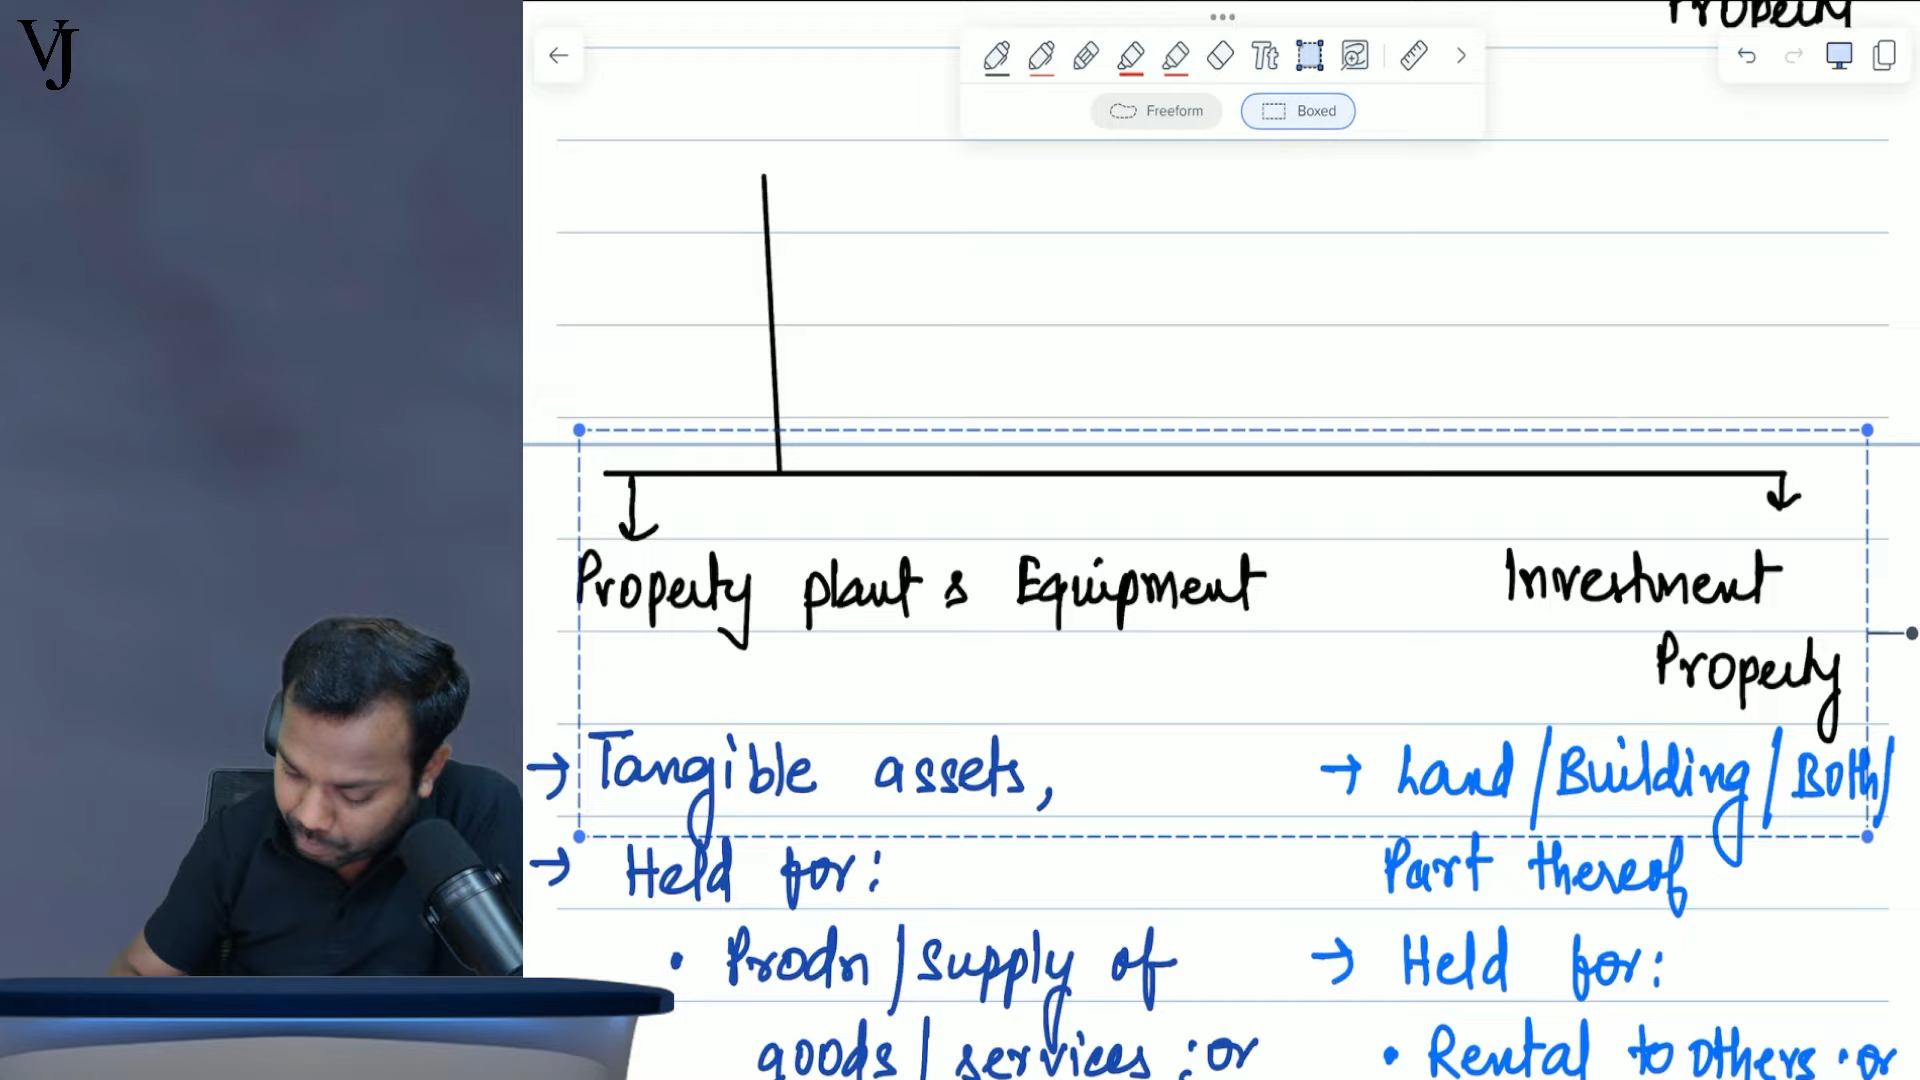 VJ
Property
Tt
Freeform
Boxed
Property plant & Equipment
Investment
Property
→ Tangible assets,
→ Land/Building/Both/
Part thereof
→ Held for:
• Prodn/supply of
goods/services; or
→ Held for:
• Rental to others; or